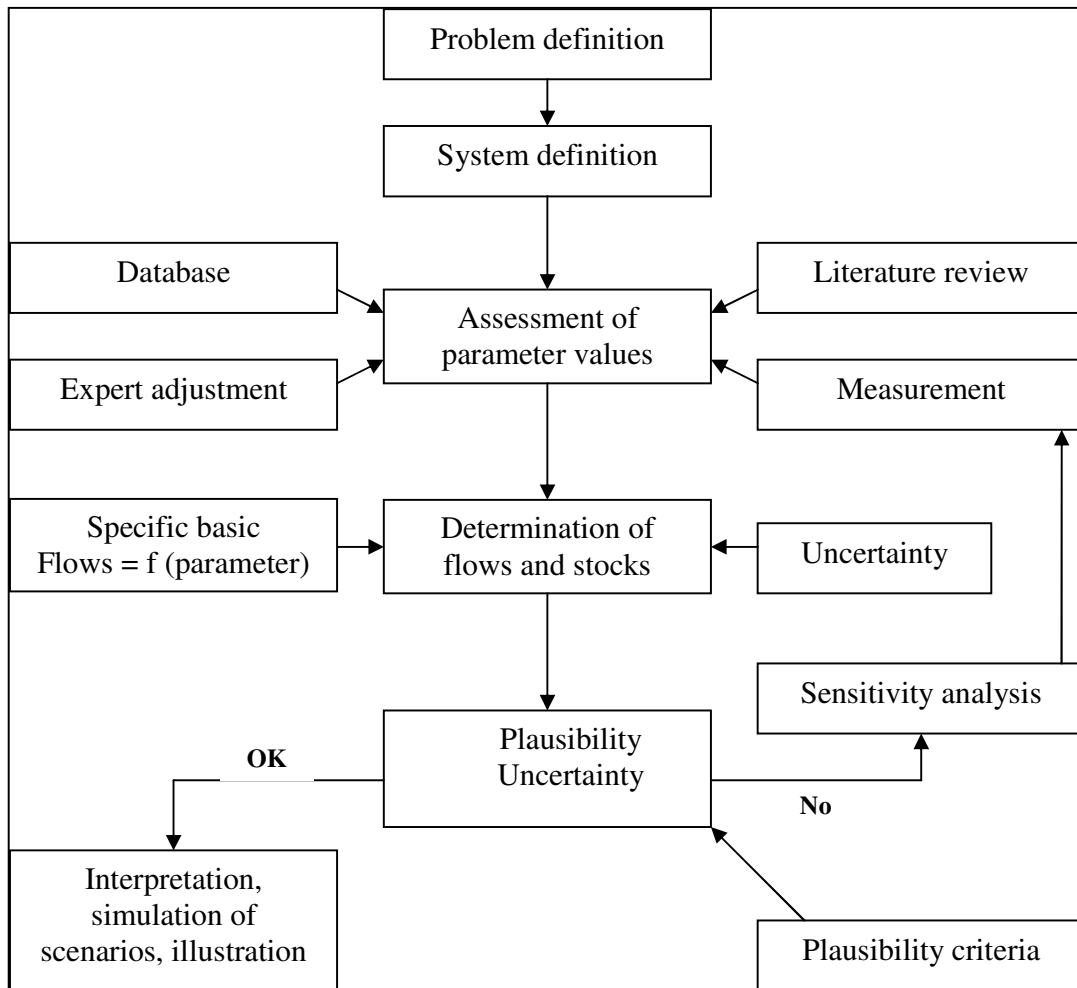 Problem definition
System definition
Database
Literature review
Assessment of
parameter values
Expert adjustment
Measurement
Specific basic
Flows = f (parameter)
Determination of
flows and stocks
Uncertainty
Sensitivity analysis
Plausibility
Uncertainty
OK
No
Interpretation,
simulation of
scenarios, illustration
Plausibility criteria